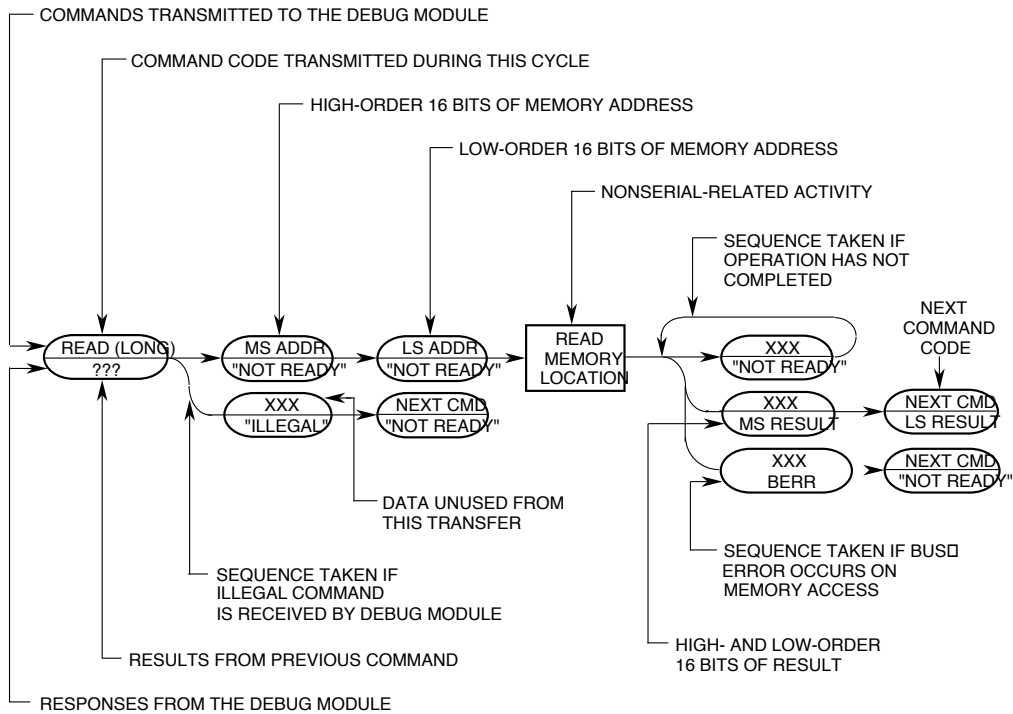 COMMANDS TRANSMITTED TO THE DEBUG MODULE
COMMAND CODE TRANSMITTED DURING THIS CYCLE
HIGH-ORDER 16 BITS OF MEMORY ADDRESS
LOW-ORDER 16 BITS OF MEMORY ADDRESS
NONSERIAL-RELATED ACTIVITY
SEQUENCE TAKEN IF
OPERATION HAS NOT
COMPLETED
NEXT
COMMAND
CODE
READ (LONG)
???
MS ADDR
"NOT READY"
LS ADDR
"NOT READY"
READ
MEMORY
LOCATION
XXX
"NOT READY"
XXX
"ILLEGAL"
NEXT CMD
"NOT READY"
XXX
MS RESULT
NEXT CMD
LS RESULT
XXX
BERR
NEXT CMD
"NOT READY"
DATA UNUSED FROM
THIS TRANSFER
SEQUENCE TAKEN IF
ILLEGAL COMMAND
IS RECEIVED BY DEBUG MODULE
SEQUENCE TAKEN IF BUS□
ERROR OCCURS ON
MEMORY ACCESS
HIGH- AND LOW-ORDER
16 BITS OF RESULT
RESULTS FROM PREVIOUS COMMAND
RESPONSES FROM THE DEBUG MODULE